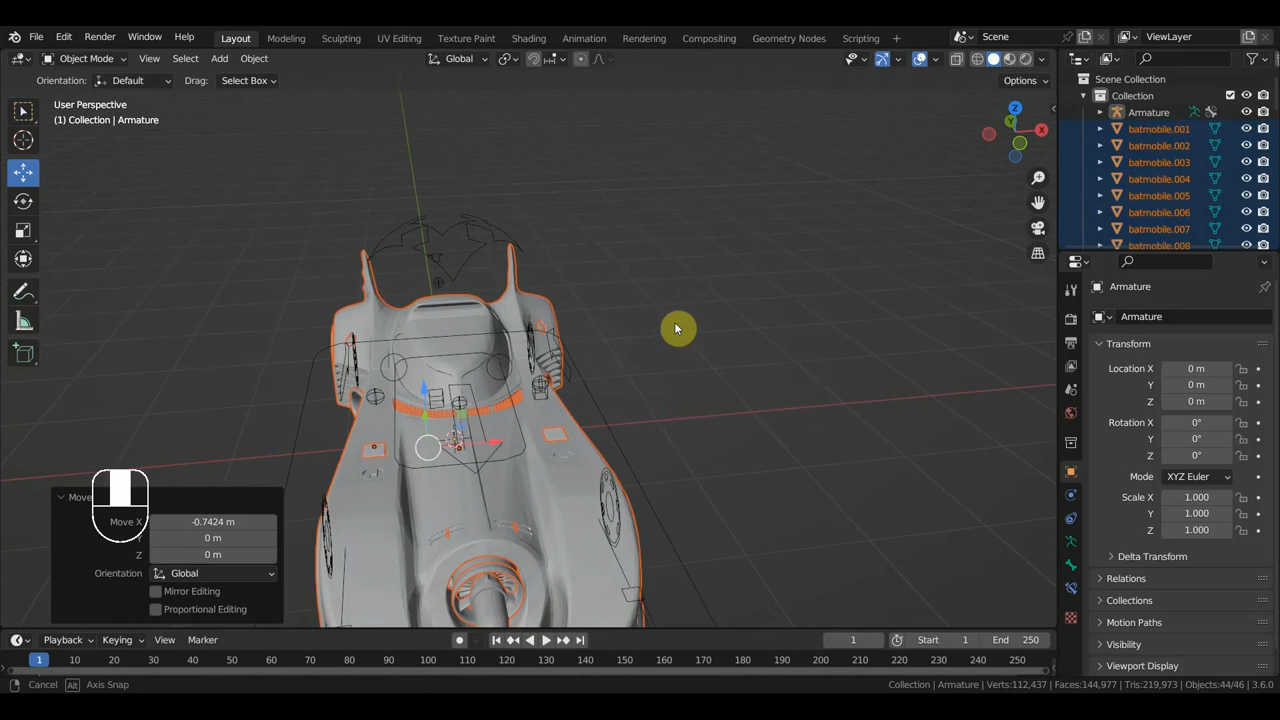 File Edit Render Window Help Layout Modeling Sculpting UV Editing Texture Paint Shading Animation Rendering Compositing Geometry Nodes Scripting + Scene ViewLayer
Object Mode View Select Add Object Global Options
Orientation: Default Drag: Select Box
User Perspective
(1) Collection | Armature
Z
Y
X
Scene Collection
Collection
Armature
batmobile.001
batmobile.002
batmobile.003
batmobile.004
batmobile.005
batmobile.006
batmobile.007
batmobile.008
Armature
Armature
Transform
Location X 0 m
Y 0 m
Z 0 m
Rotation X 0°
Y 0°
Z 0°
Mode XYZ Euler
Scale X 1.000
Y 1.000
Z 1.000
Delta Transform
Relations
Collections
Motion Paths
Visibility
Viewport Display
Move
Move X -0.7424 m
Y 0 m
Z 0 m
Orientation Global
Mirror Editing
Proportional Editing
Playback Keying View Marker 1 Start 1 End 250
1 10 20 30 40 50 60 70 80 90 100 110 120 130 140 150 160 170 180 190 200 210 220 230 240 250
Cancel Alt Axis Snap Collection | Armature | Verts:112,437 | Faces:144,977 | Tris:219,973 | Objects:44/46 | 3.6.0